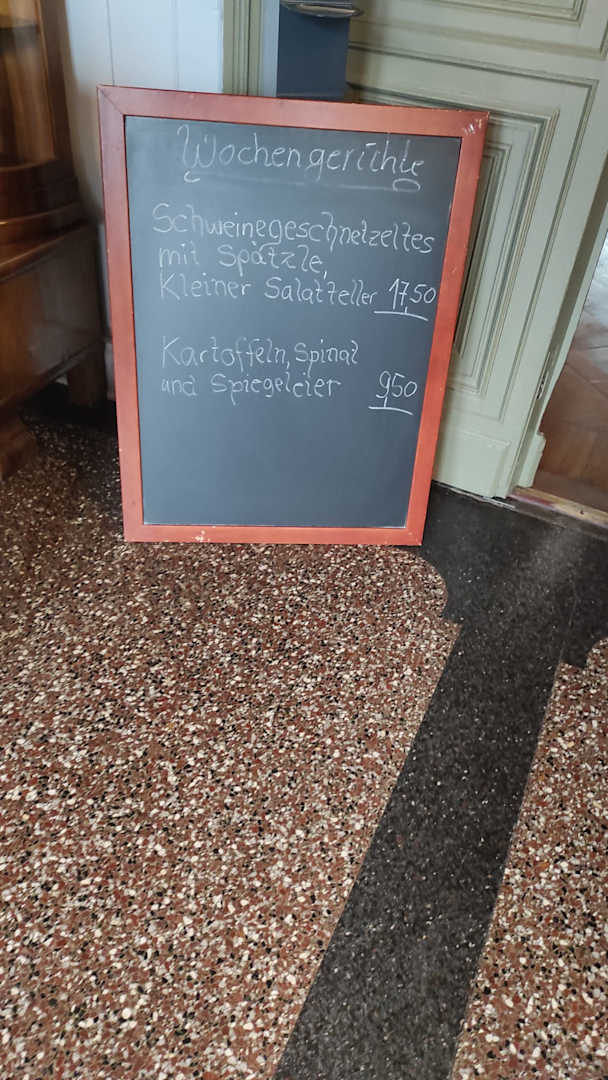 Wochengerichte
Schweinegeschnetzeltes
mit Spätzle,
Kleiner Salatteller 17,50
Kartoffeln, Spinat
und Spiegeleier 9,50